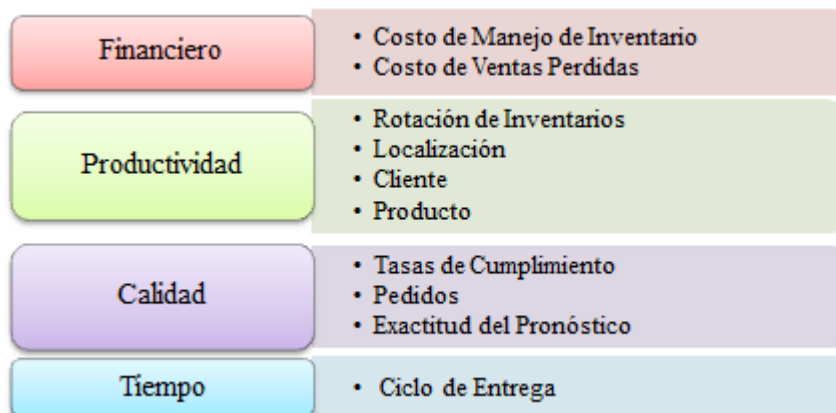 Financiero
• Costo de Manejo de Inventario
• Costo de Ventas Perdidas
Productividad
• Rotación de Inventarios
• Localización
• Cliente
• Producto
Calidad
• Tasas de Cumplimiento
• Pedidos
• Exactitud del Pronóstico
Tiempo
• Ciclo de Entrega